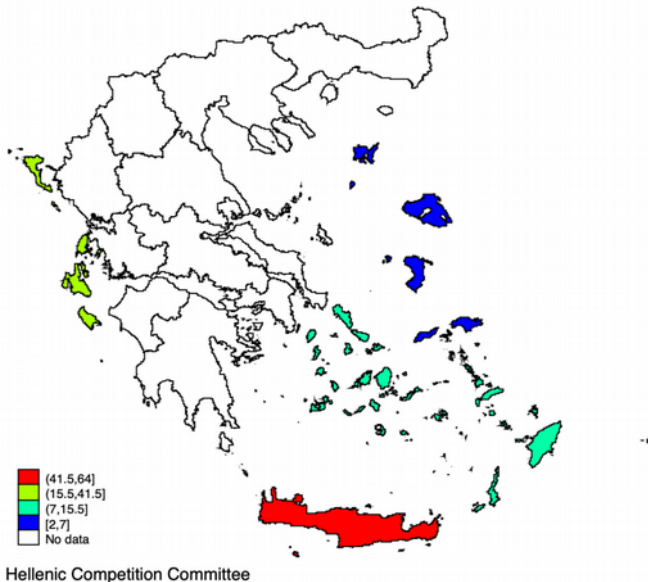 (41.5,64]
(15.5,41.5]
(7,15.5]
[2,7]
No data
Hellenic Competition Committee